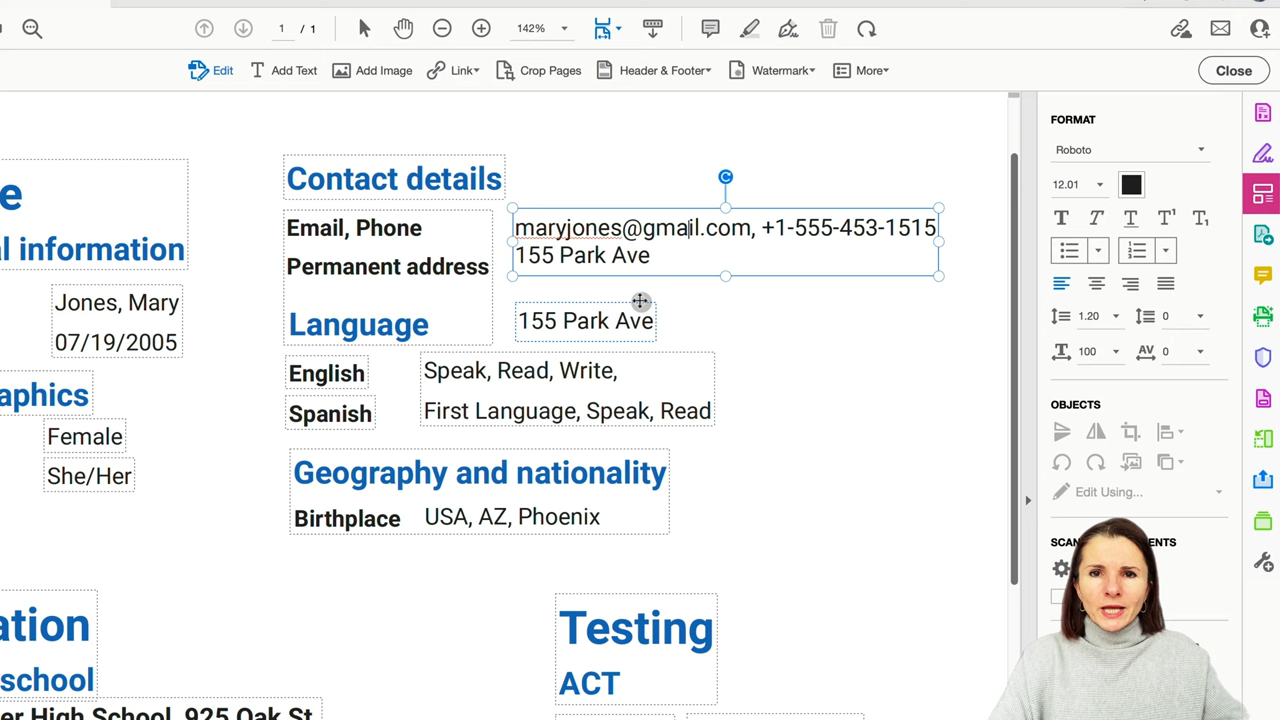 1 / 1
142%
Edit
Add Text
Add Image
Link
Crop Pages
Header & Footer
Watermark
More
Close
FORMAT
Roboto
12.01
1.20
0
100
AV 0
OBJECTS
Edit Using...
e
al information
Jones, Mary
07/19/2005
aphics
Female
She/Her
Contact details
Email, Phone
maryjones@gmail.com, +1-555-453-1515
Permanent address
155 Park Ave
Language
155 Park Ave
English
Speak, Read, Write,
Spanish
First Language, Speak, Read
Geography and nationality
Birthplace
USA, AZ, Phoenix
ation
school
er High School, 925 Oak St
Testing
ACT